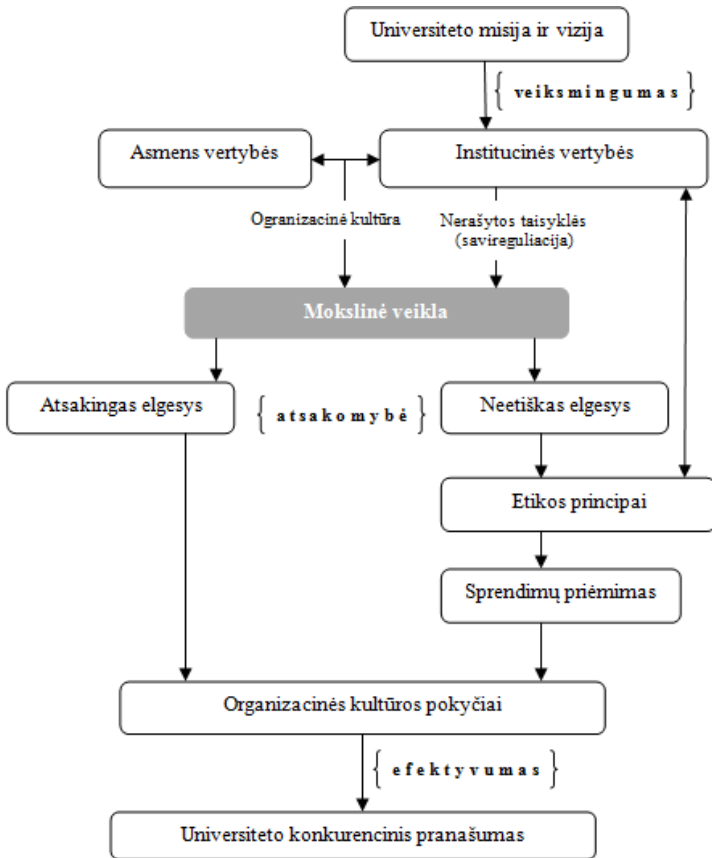 Universiteto misija ir vizija
{ veiksmingumas }
Asmens vertybės
Institucinės vertybės
Ogranizacinė kultūra
Nerašytos taisyklės
(savireguliacija)
Mokslinė veikla
Atsakingas elgesys
{ atsakomybė }
Neetiškas elgesys
Etikos principai
Sprendimų priėmimas
Organizacinės kultūros pokyčiai
{ efektyvumas }
Universiteto konkurencinis pranašumas